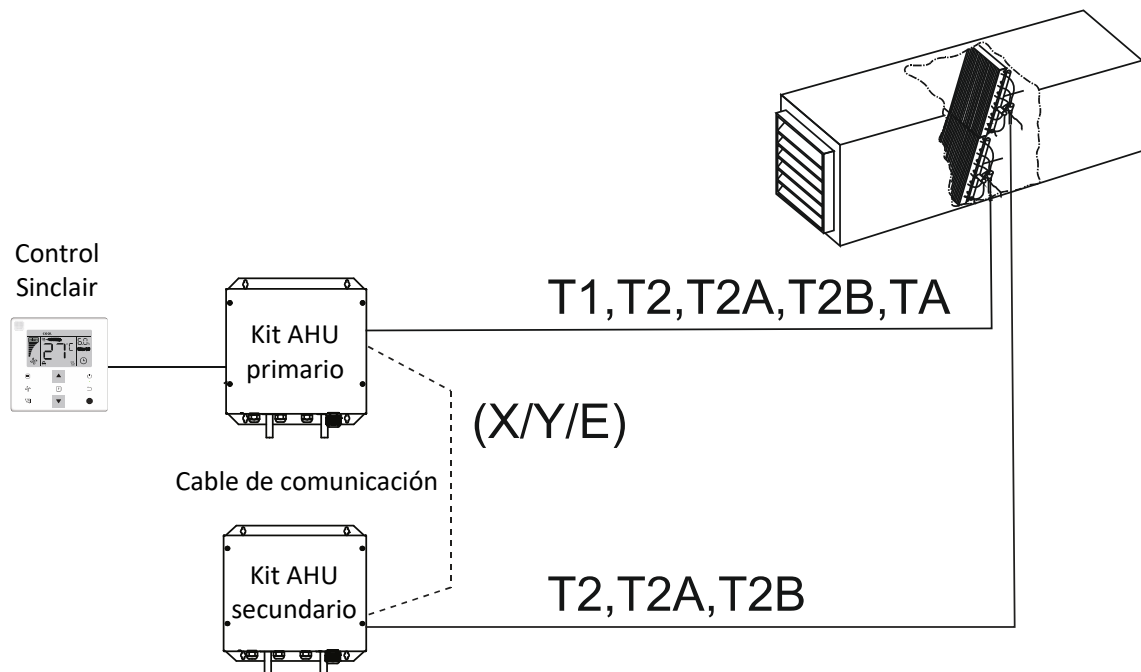 Control
Sinclair
27°C
Kit AHU
primario
T1,T2,T2A,T2B,TA
(X/Y/E)
Cable de comunicación
Kit AHU
secundario
T2,T2A,T2B